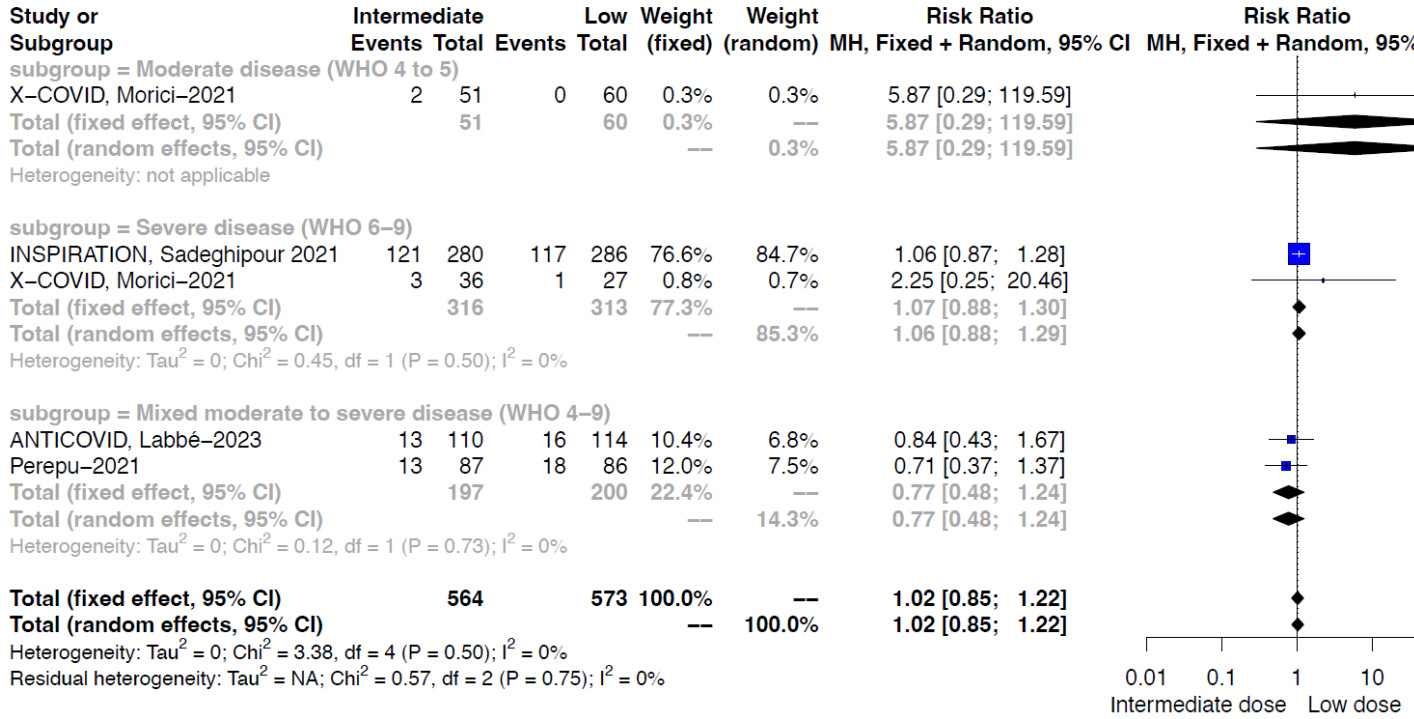 Study or Intermediate Low Weight Weight Risk Ratio Risk Ratio
Subgroup Events Total Events Total (fixed) (random) MH, Fixed + Random, 95% CI MH, Fixed + Random, 95%
subgroup = Moderate disease (WHO 4 to 5)
X−COVID, Morici−2021 2 51 0 60 0.3% 0.3% 5.87 [0.29; 119.59]
Total (fixed effect, 95% CI) 51 60 0.3% −− 5.87 [0.29; 119.59]
Total (random effects, 95% CI) −− 0.3% 5.87 [0.29; 119.59]
Heterogeneity: not applicable
subgroup = Severe disease (WHO 6−9)
INSPIRATION, Sadeghipour 2021 121 280 117 286 76.6% 84.7% 1.06 [0.87; 1.28]
X−COVID, Morici−2021 3 36 1 27 0.8% 0.7% 2.25 [0.25; 20.46]
Total (fixed effect, 95% CI) 316 313 77.3% −− 1.07 [0.88; 1.30]
Total (random effects, 95% CI) −− 85.3% 1.06 [0.88; 1.29]
Heterogeneity: Tau² = 0; Chi² = 0.45, df = 1 (P = 0.50); I² = 0%
subgroup = Mixed moderate to severe disease (WHO 4−9)
ANTICOVID, Labbé−2023 13 110 16 114 10.4% 6.8% 0.84 [0.43; 1.67]
Perepu−2021 13 87 18 86 12.0% 7.5% 0.71 [0.37; 1.37]
Total (fixed effect, 95% CI) 197 200 22.4% −− 0.77 [0.48; 1.24]
Total (random effects, 95% CI) −− 14.3% 0.77 [0.48; 1.24]
Heterogeneity: Tau² = 0; Chi² = 0.12, df = 1 (P = 0.73); I² = 0%
Total (fixed effect, 95% CI) 564 573 100.0% −− 1.02 [0.85; 1.22]
Total (random effects, 95% CI) −− 100.0% 1.02 [0.85; 1.22]
Heterogeneity: Tau² = 0; Chi² = 3.38, df = 4 (P = 0.50); I² = 0%
Residual heterogeneity: Tau² = NA; Chi² = 0.57, df = 2 (P = 0.75); I² = 0%
0.01 0.1 1 10
Intermediate dose Low dose